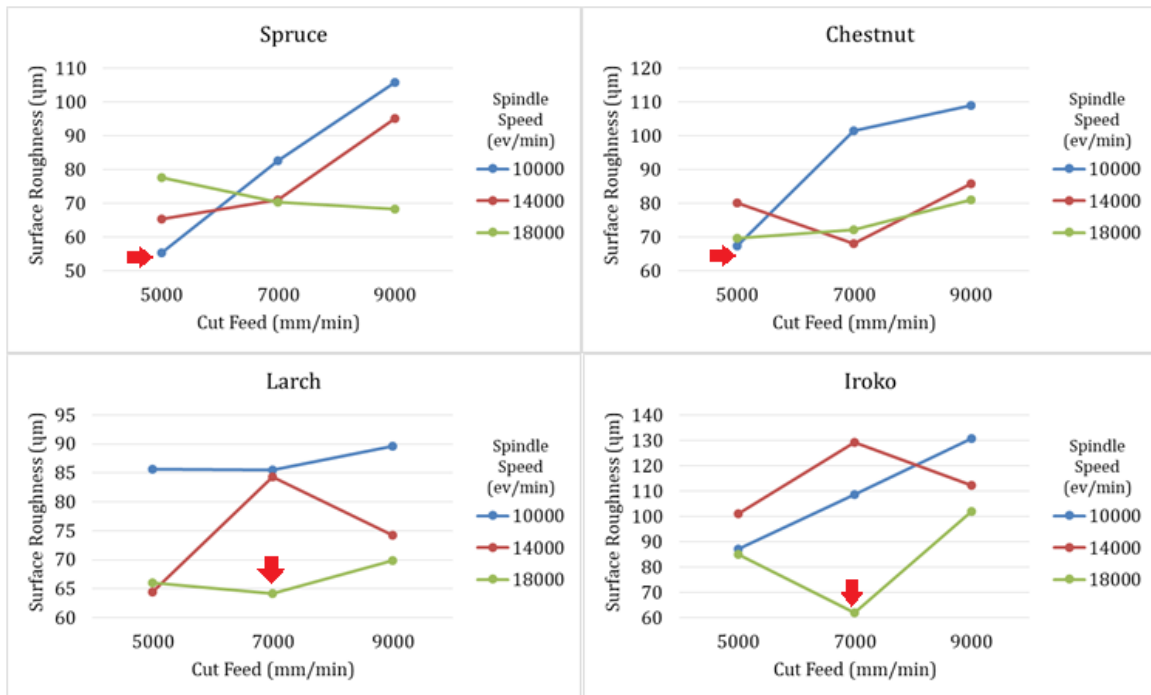 Spruce
Surface Roughness (ɥm)
110
100
90
80
70
60
50
5000 7000 9000
Cut Feed (mm/min)
Spindle
Speed
(ev/min)
10000
14000
18000
Chestnut
Surface Roughness (ɥm)
120
110
100
90
80
70
60
5000 7000 9000
Cut Feed (mm/min)
Spindle
Speed
(ev/min)
10000
14000
18000
Larch
Surface Roughness (ɥm)
95
90
85
80
75
70
65
60
5000 7000 9000
Cut Feed (mm/min)
Spindle
Speed
(ev/min)
10000
14000
18000
Iroko
Surface Roughness (ɥm)
140
130
120
110
100
90
80
70
60
5000 7000 9000
Cut Feed (mm/min)
Spindle
Speed
(ev/min)
10000
14000
18000